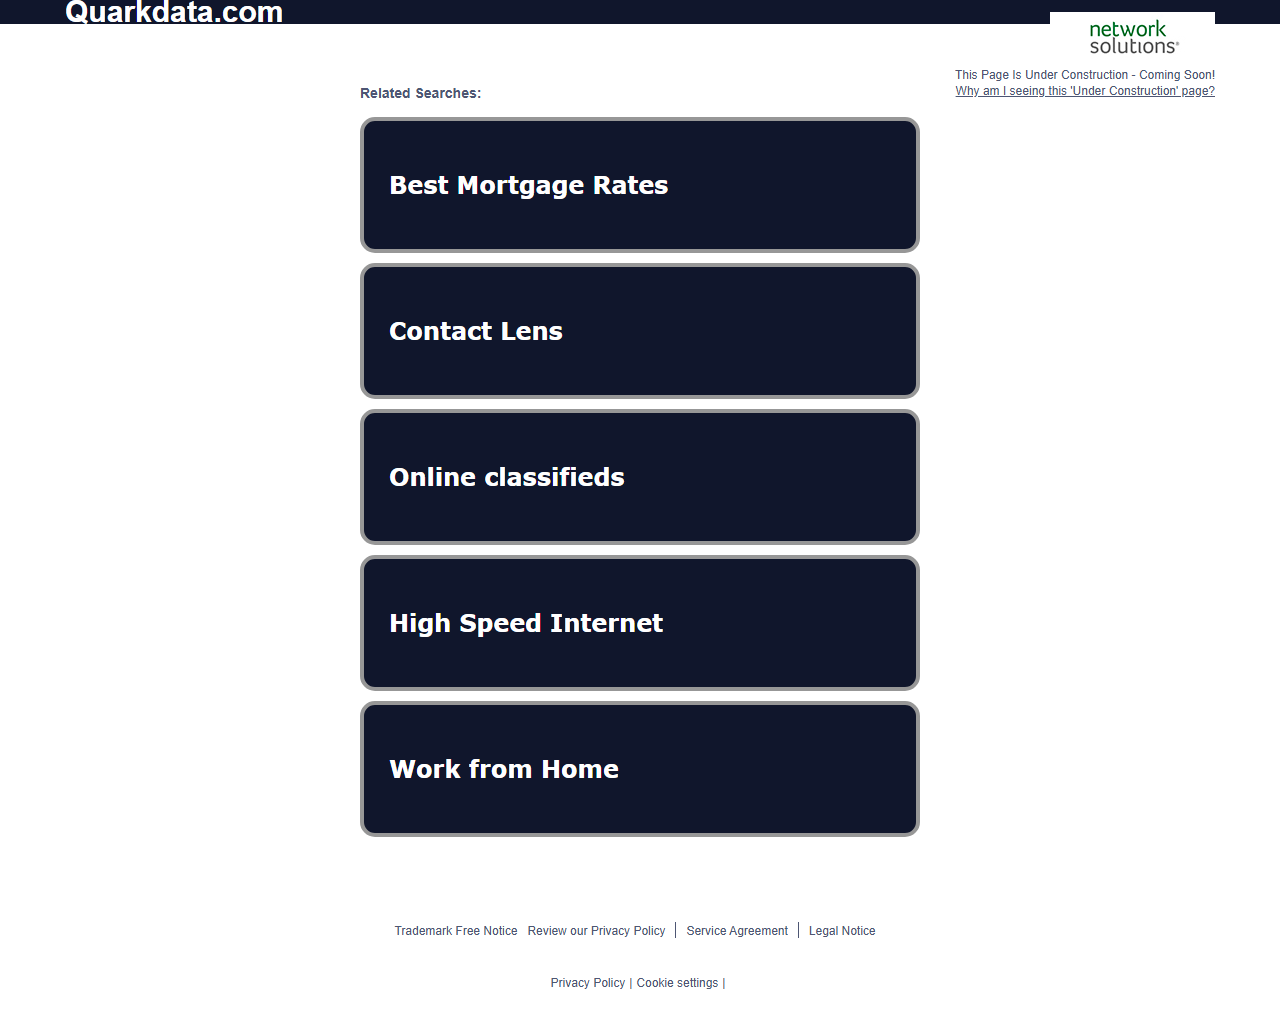 Quarkdata.com
network
solutions®
This Page Is Under Construction - Coming Soon!
Why am I seeing this 'Under Construction' page?
Related Searches:
Best Mortgage Rates
Contact Lens
Online classifieds
High Speed Internet
Work from Home
Trademark Free Notice Review our Privacy Policy | Service Agreement | Legal Notice
Privacy Policy | Cookie settings |